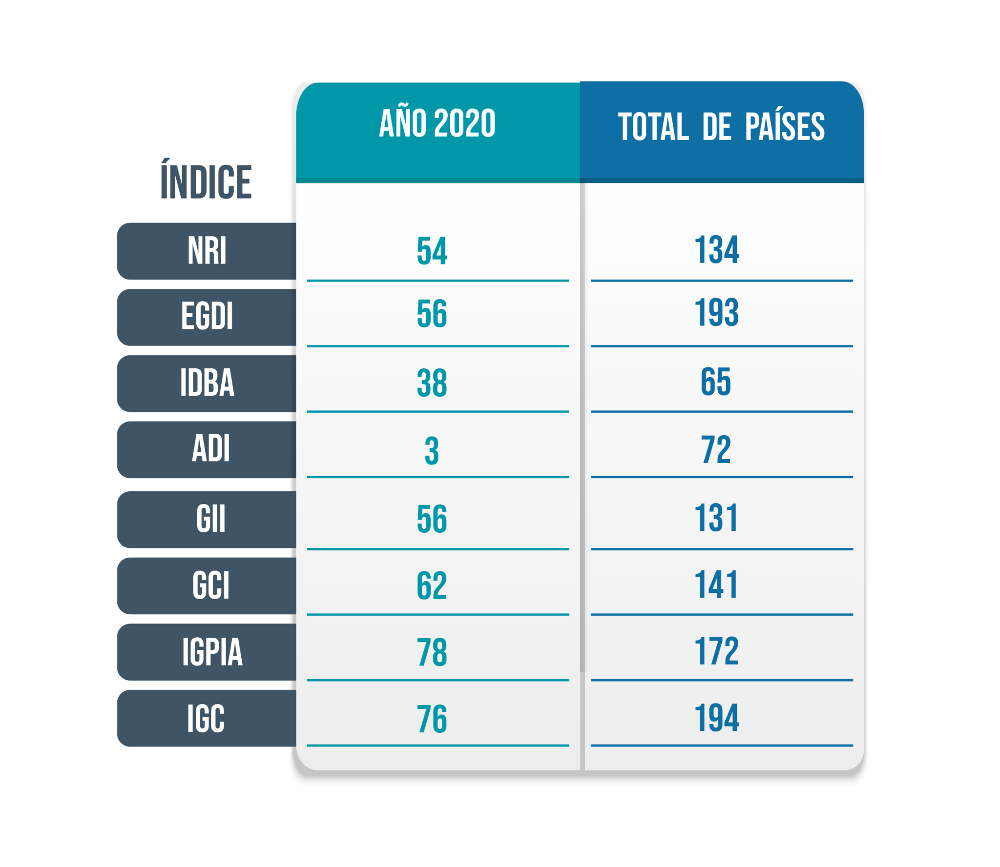 AÑO 2020 TOTAL DE PAÍSES
ÍNDICE
NRI 54 134
EGDI 56 193
IDBA 38 65
ADI 3 72
GII 56 131
GCI 62 141
IGPIA 78 172
IGC 76 194